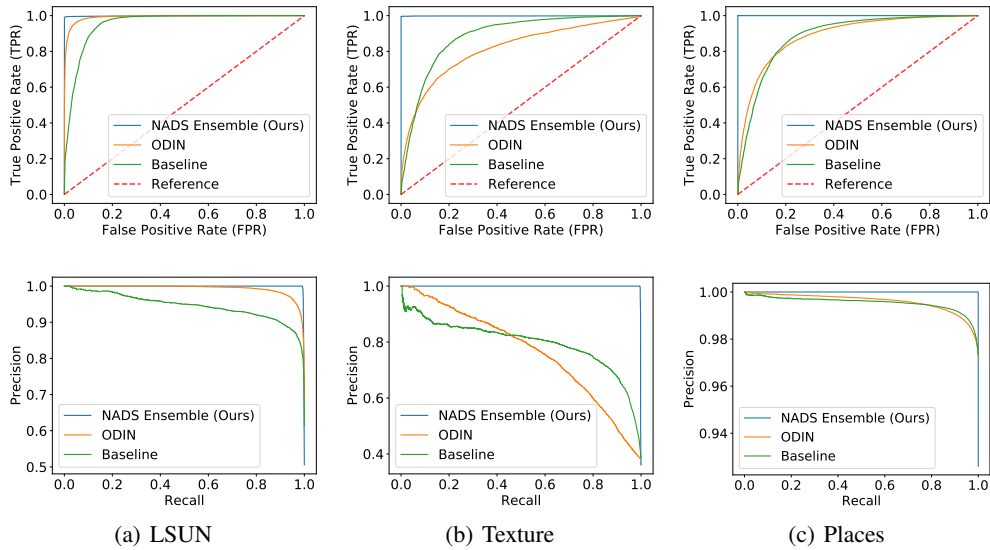 True Positive Rate (TPR)
1.0
0.8
0.6
0.4
0.2
0.0
NADS Ensemble (Ours)
ODIN
Baseline
Reference
0.0 0.2 0.4 0.6 0.8 1.0
False Positive Rate (FPR)
True Positive Rate (TPR)
1.0
0.8
0.6
0.4
0.2
0.0
NADS Ensemble (Ours)
ODIN
Baseline
Reference
0.0 0.2 0.4 0.6 0.8 1.0
False Positive Rate (FPR)
True Positive Rate (TPR)
1.0
0.8
0.6
0.4
0.2
0.0
NADS Ensemble (Ours)
ODIN
Baseline
Reference
0.0 0.2 0.4 0.6 0.8 1.0
False Positive Rate (FPR)
Precision
1.0
0.9
0.8
0.7
0.6
0.5
NADS Ensemble (Ours)
ODIN
Baseline
0.0 0.2 0.4 0.6 0.8 1.0
Recall
Precision
1.0
0.8
0.6
0.4
NADS Ensemble (Ours)
ODIN
Baseline
0.0 0.2 0.4 0.6 0.8 1.0
Recall
Precision
1.00
0.98
0.96
0.94
NADS Ensemble (Ours)
ODIN
Baseline
0.0 0.2 0.4 0.6 0.8 1.0
Recall
(a) LSUN
(b) Texture
(c) Places